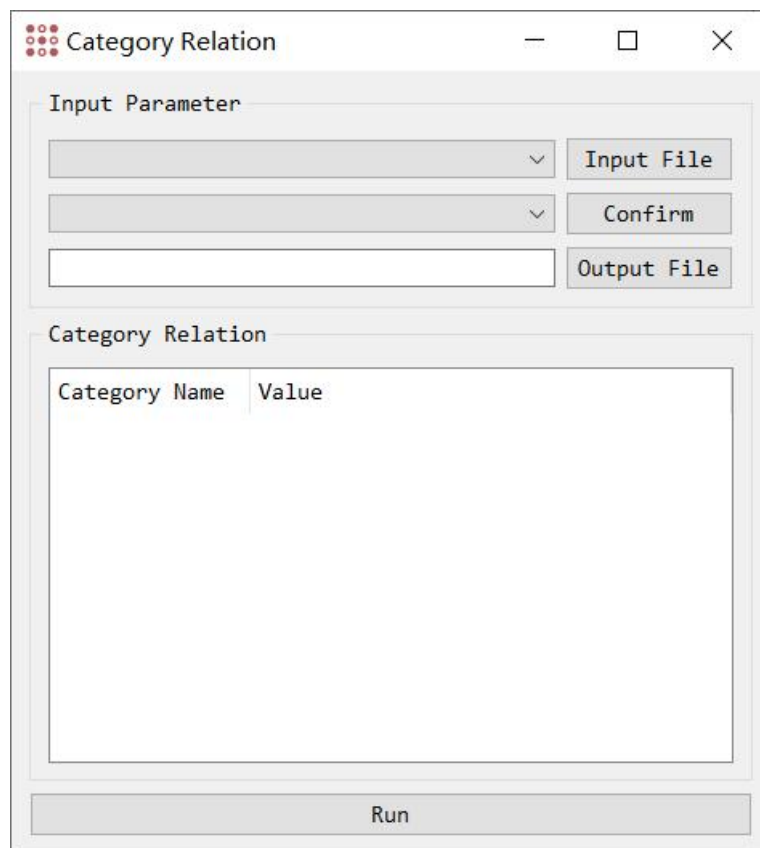 Category Relation
Input Parameter
Input File
Confirm
Output File
Category Relation
Category Name Value
Run